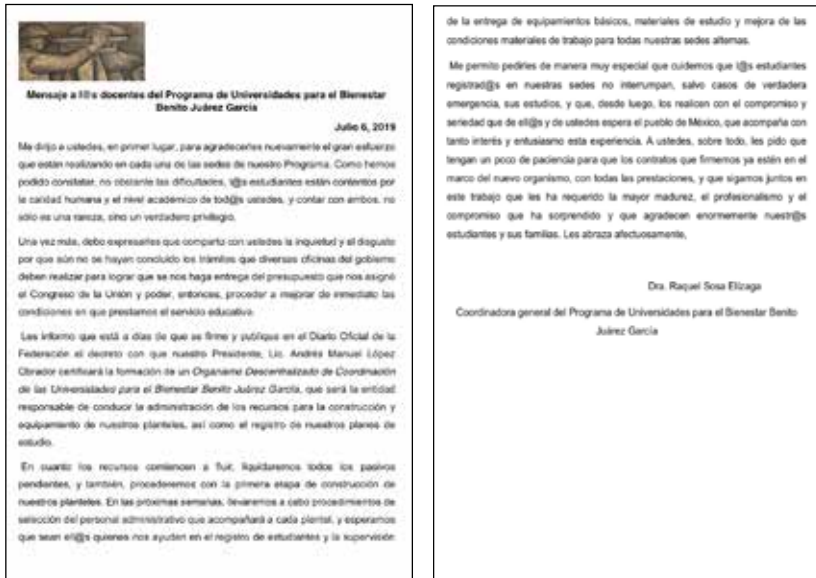 Mensaje a l@s docentes del Programa de Universidades para el Bienestar
Benito Juárez García
Julio 6, 2019
Me dirijo a ustedes, en primer lugar, para agradecerles nuevamente el gran esfuerzo
que están realizando en cada una de las sedes de nuestro Programa. Como hemos
podido constatar, no obstante las dificultades, l@s estudiantes están contentos por
la calidad humana y el nivel académico de tod@s ustedes, y contar con ambos, no
sólo es una rareza, sino un verdadero privilegio.
Una vez más, debo expresarles que comparto con ustedes la inquietud y el disgusto
por que aún no se hayan concluido los trámites que diversas oficinas del gobierno
deben realizar para lograr que se nos haga entrega del presupuesto que nos asignó
el Congreso de la Unión y poder, entonces, proceder a mejorar de inmediato las
condiciones en que prestamos el servicio educativo.
Les informo que está a días de que se firme y publique en el Diario Oficial de la
Federación el decreto con que nuestro Presidente, Lic. Andrés Manuel López
Obrador certificará la formación de un Organismo Descentralizado de Coordinación
de las Universidades para el Bienestar Benito Juárez García, que será la entidad
responsable de conducir la administración de los recursos para la construcción y
equipamiento de nuestros planteles, así como el registro de nuestros planes de
estudio.
En cuanto los recursos comiencen a fluir, liquidaremos todos los pasivos
pendientes, y también, procederemos con la primera etapa de construcción de
nuestros planteles. En las próximas semanas, llevaremos a cabo procedimientos de
selección del personal administrativo que acompañará a cada plantel, y esperamos
que sean ell@s quienes nos ayuden en el registro de estudiantes y la supervisión
de la entrega de equipamientos básicos, materiales de estudio y mejora de las
condiciones materiales de trabajo para todas nuestras sedes alternas.
Me permito pedirles de manera muy especial que cuidemos que l@s estudiantes
registrad@s en nuestras sedes no interrumpan, salvo casos de verdadera
emergencia, sus estudios, y que, desde luego, los realicen con el compromiso y
seriedad que de ell@s y de ustedes espera el pueblo de México, que acompaña con
tanto interés y entusiasmo esta experiencia. A ustedes, sobre todo, les pido que
tengan un poco de paciencia para que los contratos que firmemos ya estén en el
marco del nuevo organismo, con todas las prestaciones, y que sigamos juntos en
este trabajo que les ha requerido la mayor madurez, el profesionalismo y el
compromiso que ha sorprendido y que agradecen enormemente nuestr@s
estudiantes y sus familias. Les abraza afectuosamente,
Dra. Raquel Sosa Elízaga
Coordinadora general del Programa de Universidades para el Bienestar Benito
Juárez García